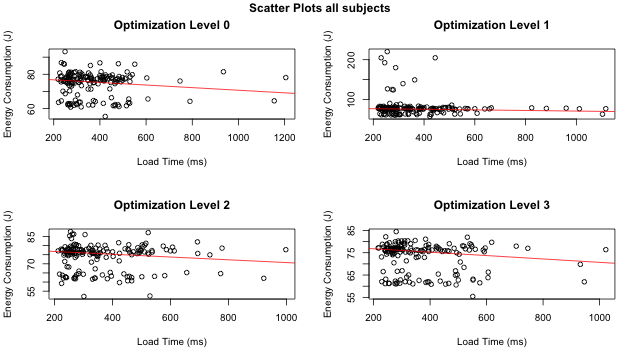 Scatter Plots all subjects
Optimization Level 0
Energy Consumption (J)
60
80
200 400 600 800 1000 1200
Load Time (ms)
Optimization Level 1
Energy Consumption (J)
100
200
200 400 600 800 1000
Load Time (ms)
Optimization Level 2
Energy Consumption (J)
55
70
85
200 400 600 800 1000
Load Time (ms)
Optimization Level 3
Energy Consumption (J)
55
65
75
85
200 400 600 800 1000
Load Time (ms)